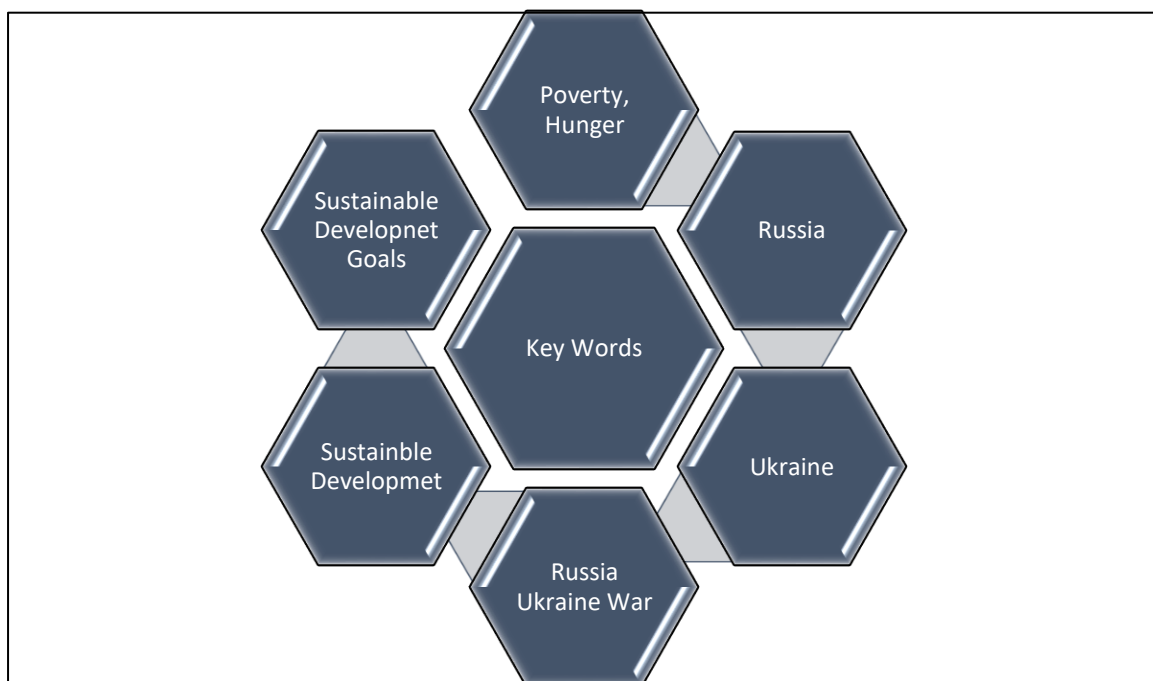 Poverty,
Hunger
Sustainable
Developnet
Goals
Russia
Key Words
Sustainble
Developmet
Ukraine
Russia
Ukraine War